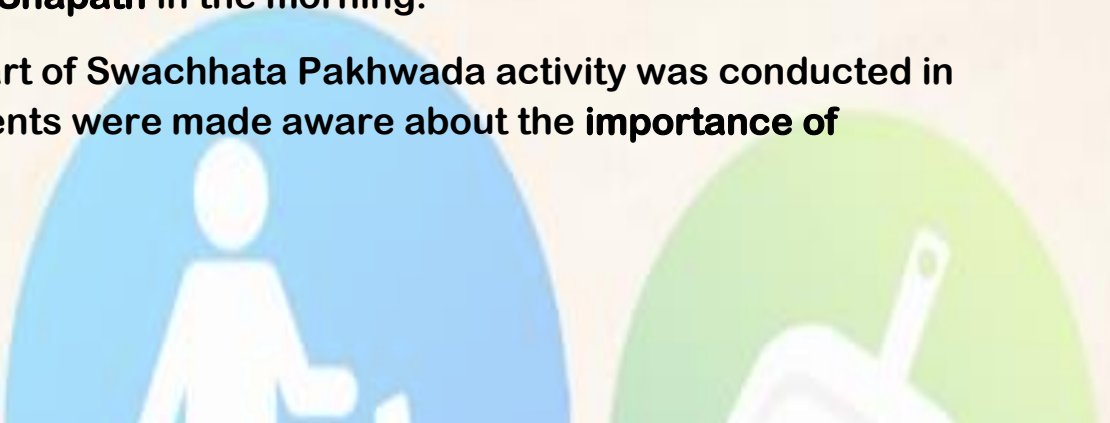 Shapath in the morning.
rt of Swachhata Pakhwada activity was conducted in
ents were made aware about the importance of